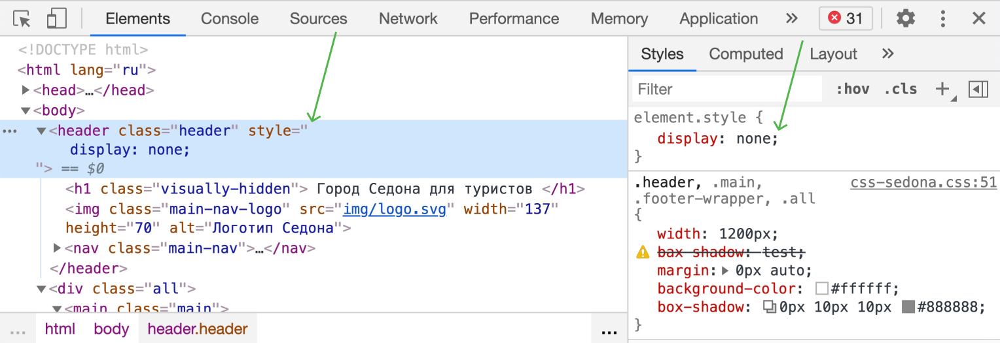 Elements Console Sources Network Performance Memory Application » 31
<!DOCTYPE html>
<html lang="ru">
<head>…</head>
<body>
<header class="header" style="
display: none;
"> == $0
<h1 class="visually-hidden"> Город Седона для туристов </h1>
<img class="main-nav-logo" src="img/logo.svg" width="137"
height="70" alt="Логотип Седона">
<nav class="main-nav">…</nav>
</header>
<div class="all">
<main class="main">
... html body header.header ...
Styles Computed Layout »
Filter :hov .cls +
element.style {
display: none;
}
.header, .main, css-sedona.css:51
.footer-wrapper, .all
{
width: 1200px;
bax-shadow: test;
margin: 0px auto;
background-color: #ffffff;
box-shadow: 0px 10px 10px #888888;
}